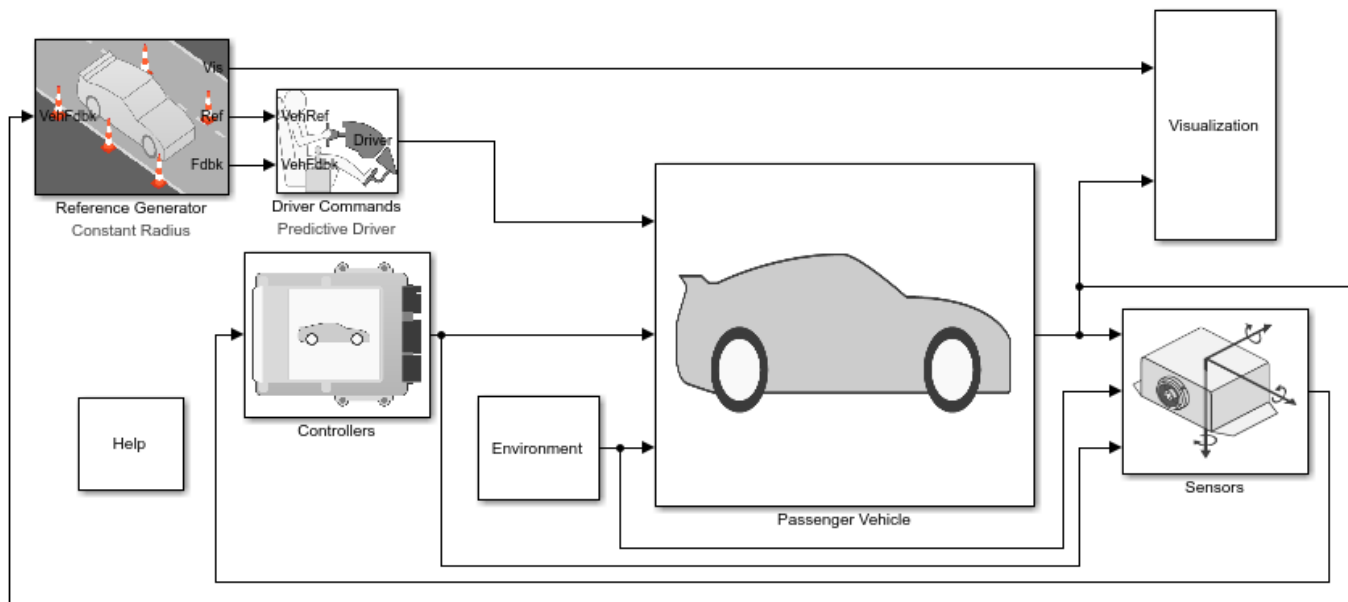 Vis
VehFdbk
Ref
Fdbk
Reference Generator
Constant Radius
VehRef
Driver
VehFdbk
Driver Commands
Predictive Driver
Visualization
Controllers
Help
Environment
Passenger Vehicle
Sensors